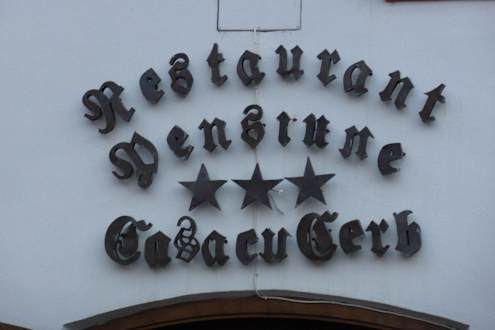 Restaurant
Pensiune
Casa cu Cerb